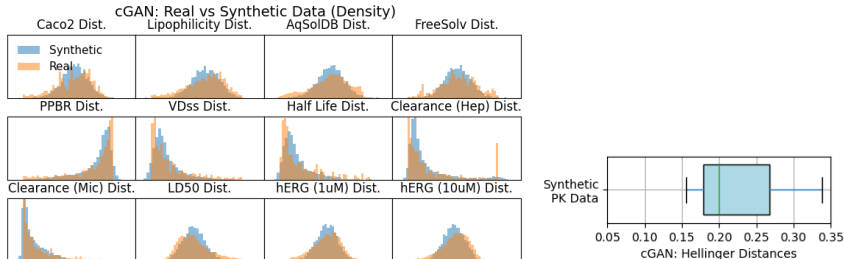 cGAN: Real vs Synthetic Data (Density)
Caco2 Dist. Lipophilicity Dist. AqSolDB Dist. FreeSolv Dist.
Synthetic
Real
PPBR Dist. VDss Dist. Half Life Dist. Clearance (Hep) Dist.
Clearance (Mic) Dist. LD50 Dist. hERG (1uM) Dist. hERG (10uM) Dist.
Synthetic
PK Data
0.05 0.10 0.15 0.20 0.25 0.30 0.35
cGAN: Hellinger Distances